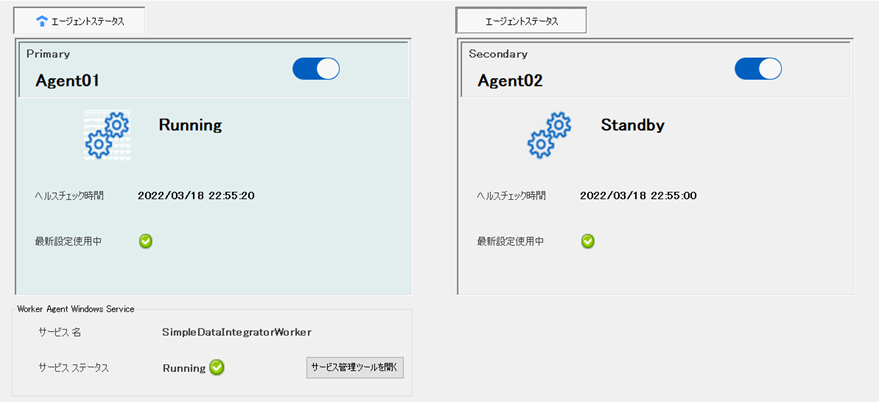 エージェントステータス
Primary
Agent01
Running
ヘルスチェック時間 2022/03/18 22:55:20
最新設定使用中
Worker Agent Windows Service
サービス名 SimpleDataIntegratorWorker
サービス ステータス Running サービス管理ツールを開く
エージェントステータス
Secondary
Agent02
Standby
ヘルスチェック時間 2022/03/18 22:55:00
最新設定使用中